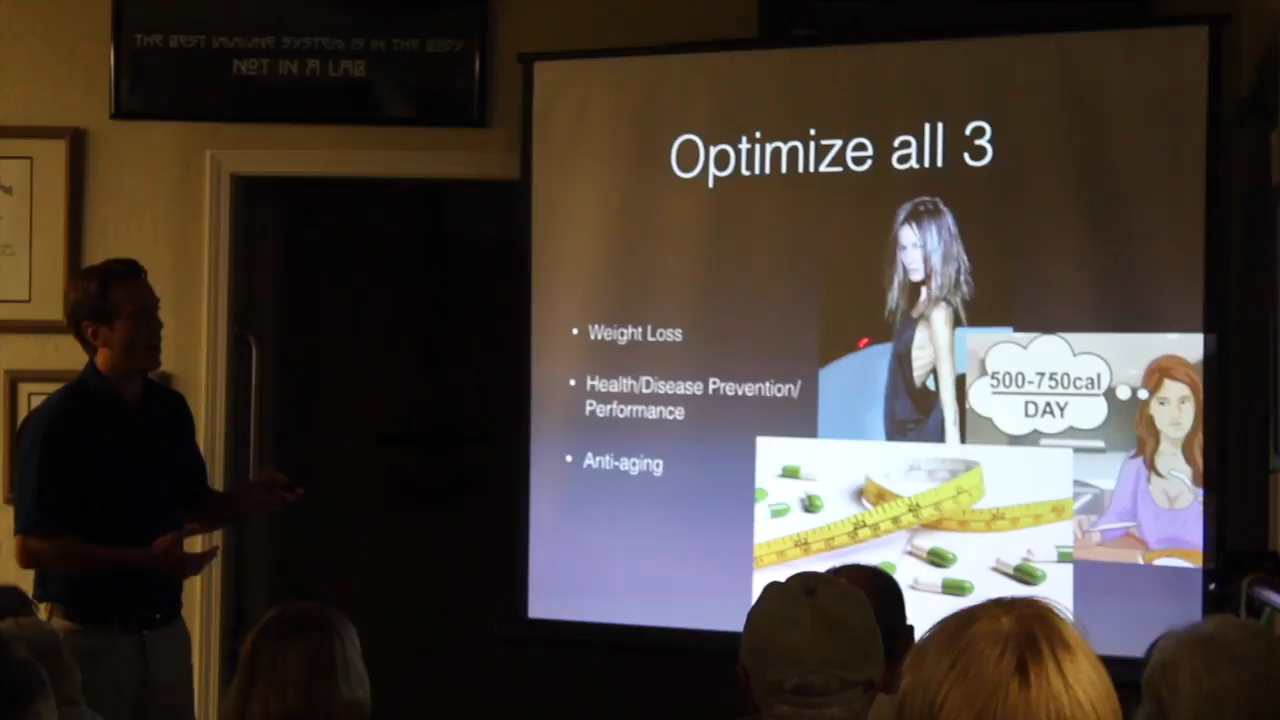 THE BEST IMMUNE SYSTEM IS IN THE BODY,
NOT IN A LAB
Optimize all 3
• Weight Loss
• Health/Disease Prevention/
Performance
• Anti-aging
500-750cal
DAY